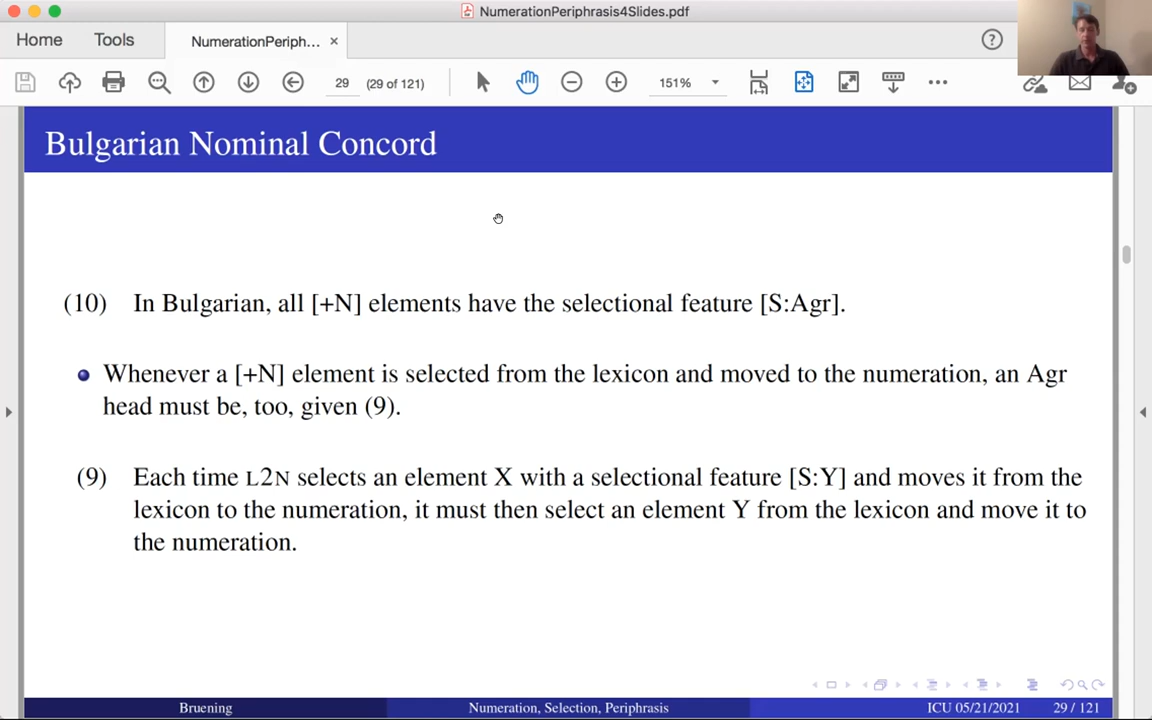 NumerationPeriphrasis4Slides.pdf
Home
Tools
NumerationPeriph... ×
29
(29 of 121)
151%
Bulgarian Nominal Concord
(10) In Bulgarian, all [+N] elements have the selectional feature [S:Agr].
Whenever a [+N] element is selected from the lexicon and moved to the numeration, an Agr
head must be, too, given (9).
(9) Each time L2N selects an element X with a selectional feature [S:Y] and moves it from the
lexicon to the numeration, it must then select an element Y from the lexicon and move it to
the numeration.
Bruening
Numeration, Selection, Periphrasis
ICU 05/21/2021
29 / 121